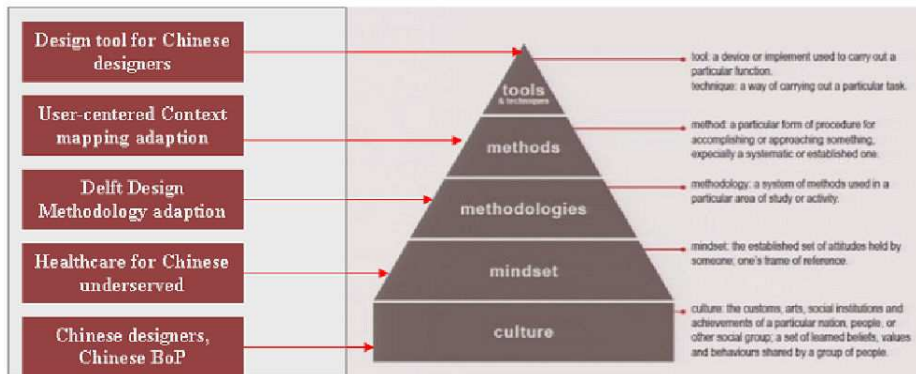 Design tool for Chinese
designers
User-centered Context
mapping adaption
Delft Design
Methodology adaption
Healthcare for Chinese
underserved
Chinese designers,
Chinese BoP
tools
& techniques
methods
methodologies
mindset
culture
tool: a device or implement used to carry out a
particular function.
technique: a way of carrying out a particular task.
method: a particular form of procedure for
accomplishing or approaching something,
expecially a systematic or established one.
methodology: a system of methods used in a
particular area of study or activity.
mindset: the established set of attitudes held by
someone; one's frame of reference.
culture: the customs, arts, social institutions and
achievements of a particular nation, people, or
other social group; a set of learned beliefs, values
and behaviours shared by a group of people.